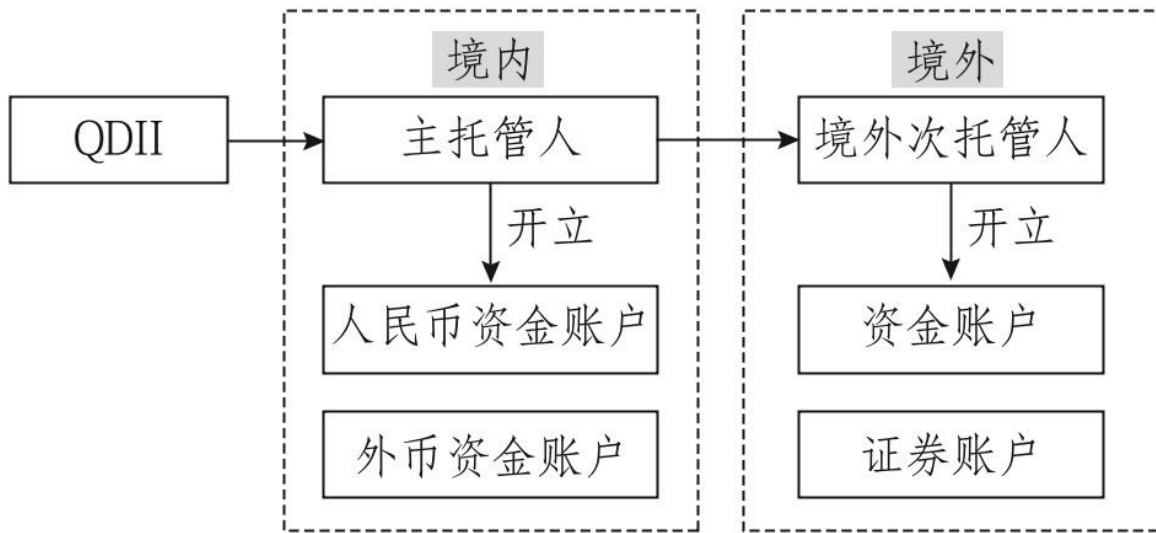 境内
境外
QDII
主托管人
境外次托管人
开立
开立
人民币资金账户
资金账户
外币资金账户
证券账户